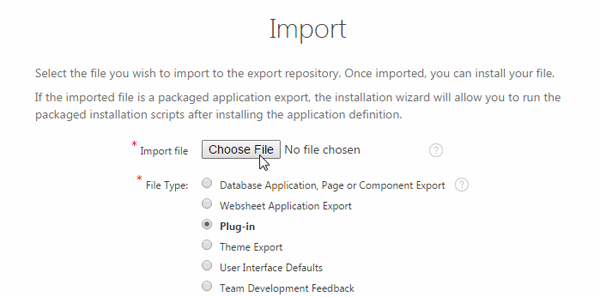 Import
Select the file you wish to import to the export repository. Once imported, you can install your file.
If the imported file is a packaged application export, the installation wizard will allow you to run the
packaged installation scripts after installing the application definition.
* Import file Choose File No file chosen ?
* File Type: Database Application, Page or Component Export ?
Websheet Application Export
Plug-in
Theme Export
User Interface Defaults
Team Development Feedback